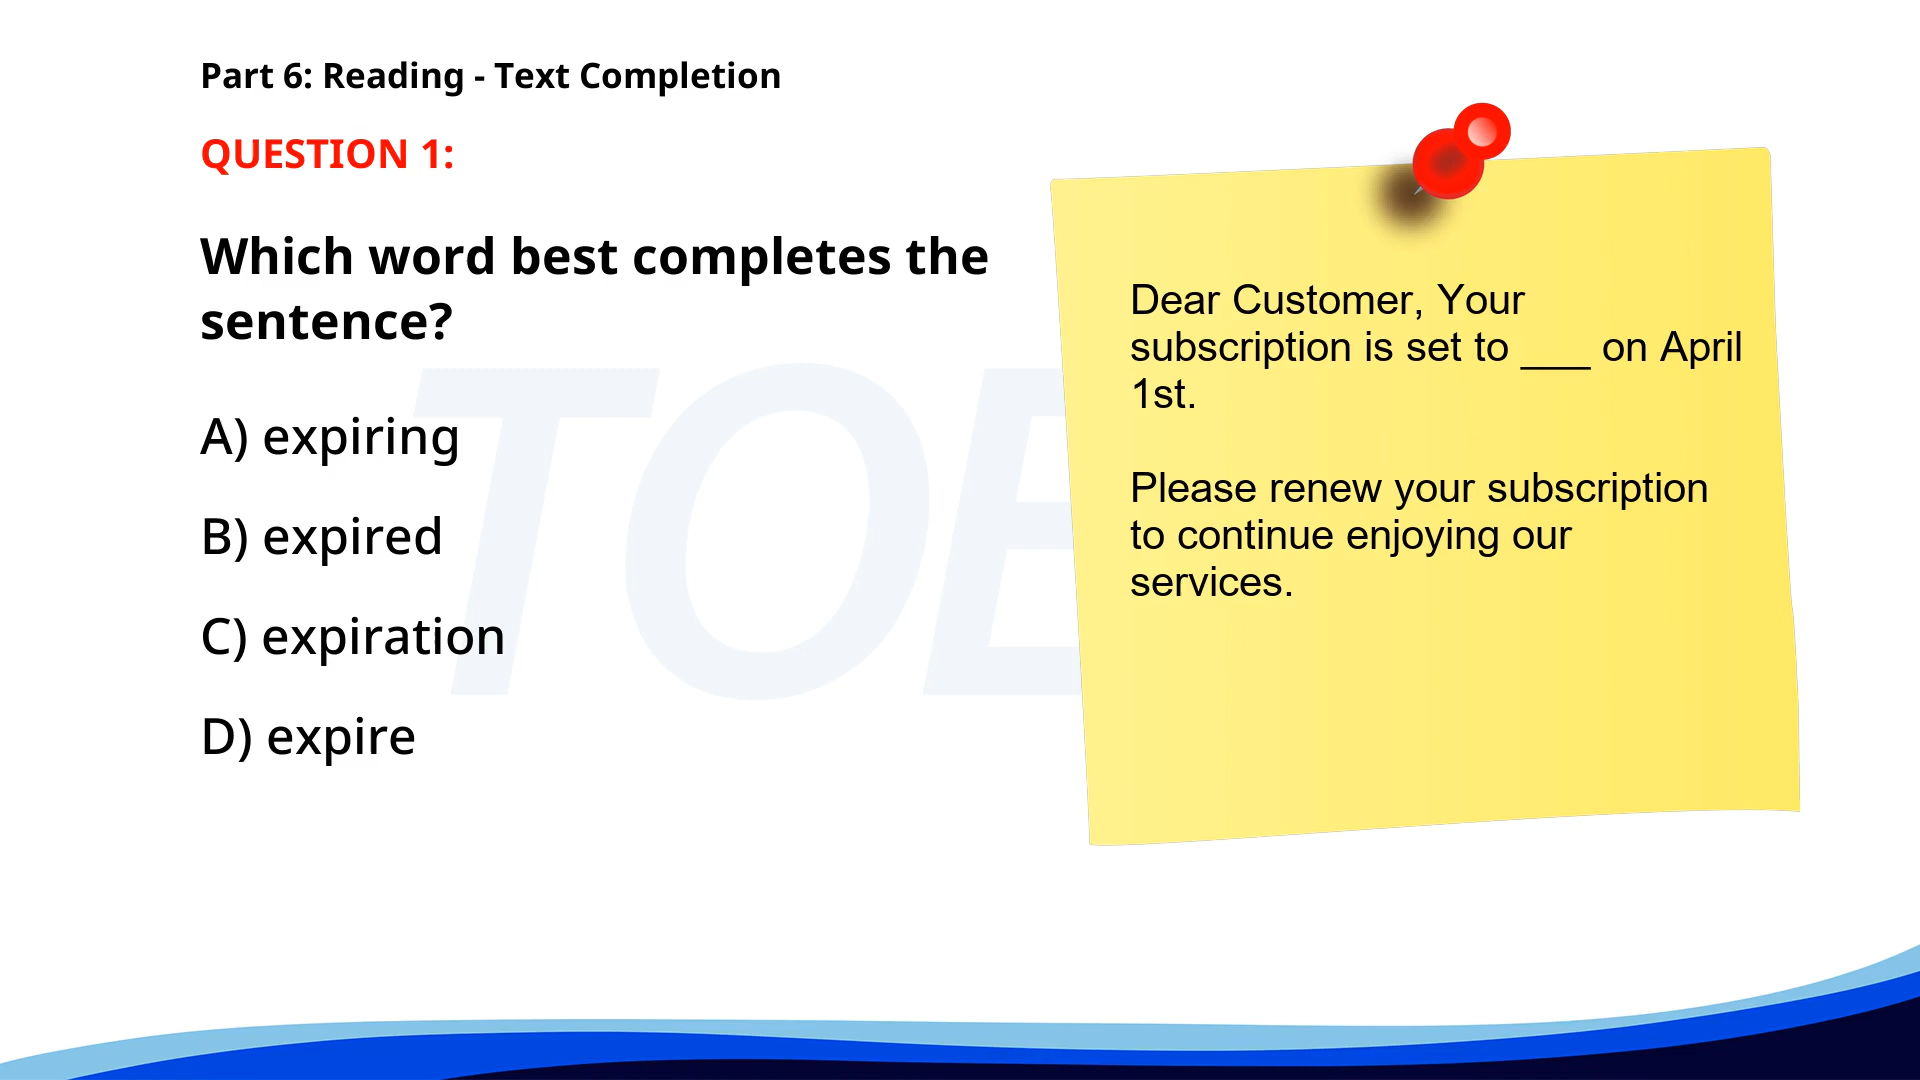 Part 6: Reading - Text Completion
QUESTION 1:
Which word best completes the
sentence?
A) expiring
B) expired
C) expiration
D) expire
Dear Customer, Your
subscription is set to ___ on April
1st.
Please renew your subscription
to continue enjoying our
services.